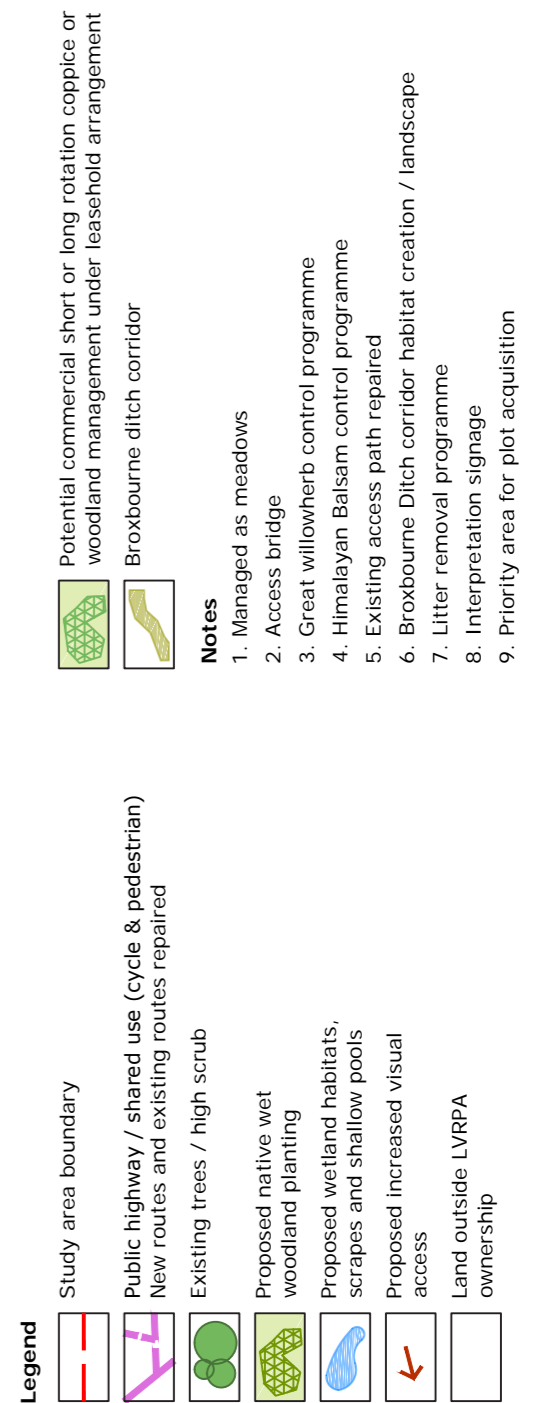 Legend
Study area boundary
Public highway / shared use (cycle & pedestrian)
New routes and existing routes repaired
Existing trees / high scrub
Proposed native wet
woodland planting
Proposed wetland habitats,
scrapes and shallow pools
Proposed increased visual
access
Land outside LVRPA
ownership
Potential commercial short or long rotation coppice or
woodland management under leasehold arrangement
Broxbourne ditch corridor
Notes
1. Managed as meadows
2. Access bridge
3. Great willowherb control programme
4. Himalayan Balsam control programme
5. Existing access path repaired
6. Broxbourne Ditch corridor habitat creation / landscape
7. Litter removal programme
8. Interpretation signage
9. Priority area for plot acquisition